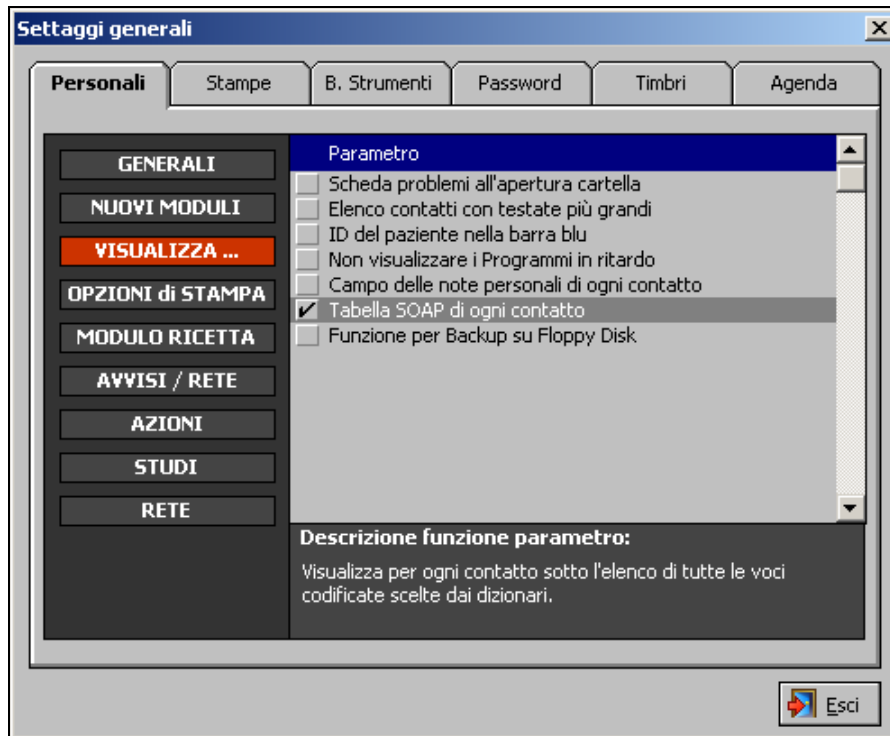 Settaggi generali
Personali
Stampe
B. Strumenti
Password
Timbri
Agenda
GENERALI
NUOVI MODULI
VISUALIZZA ...
OPZIONI di STAMPA
MODULO RICETTA
AVVISI / RETE
AZIONI
STUDI
RETE
Parametro
Scheda problemi all'apertura cartella
Elenco contatti con testate più grandi
ID del paziente nella barra blu
Non visualizzare i Programmi in ritardo
Campo delle note personali di ogni contatto
Tabella SOAP di ogni contatto
Funzione per Backup su Floppy Disk
Descrizione funzione parametro:
Visualizza per ogni contatto sotto l'elenco di tutte le voci
codificate scelte dai dizionari.
Esci